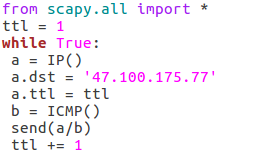 from scapy.all import *
ttl = 1
while True:
 a = IP()
 a.dst = '47.100.175.77'
 a.ttl = ttl
 b = ICMP()
 send(a/b)
 ttl += 1